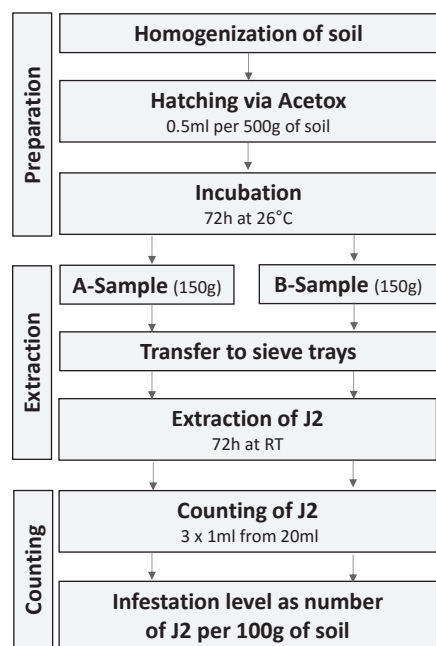 Preparation
Homogenization of soil
Hatching via Acetox
0.5ml per 500g of soil
Incubation
72h at 26°C
Extraction
A-Sample (150g)
B-Sample (150g)
Transfer to sieve trays
Extraction of J2
72h at RT
Counting
Counting of J2
3 x 1ml from 20ml
Infestation level as number
of J2 per 100g of soil